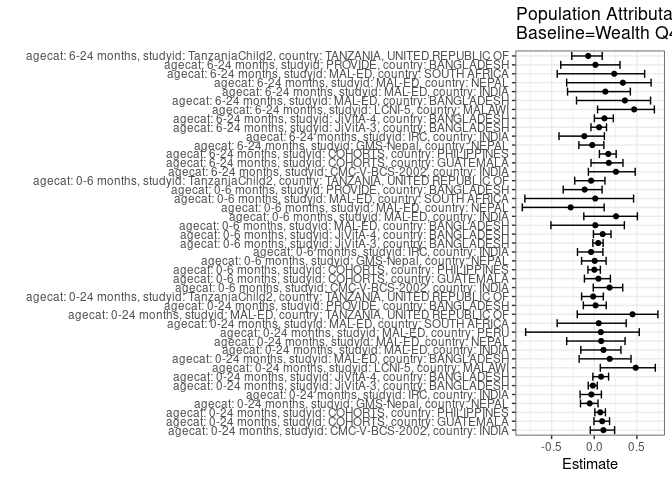 Population Attributa
Baseline=Wealth Q4
agecat: 6-24 months, studyid: TanzaniaChild2, country: TANZANIA, UNITED REPUBLIC OF
agecat: 6-24 months, studyid: PROVIDE, country: BANGLADESH
agecat: 6-24 months, studyid: MAL-ED, country: SOUTH AFRICA
agecat: 6-24 months, studyid: MAL-ED, country: NEPAL
agecat: 6-24 months, studyid: MAL-ED, country: INDIA
agecat: 6-24 months, studyid: MAL-ED, country: BANGLADESH
agecat: 6-24 months, studyid: LCNI-5, country: MALAWI
agecat: 6-24 months, studyid: JiVitA-4, country: BANGLADESH
agecat: 6-24 months, studyid: JiVitA-3, country: BANGLADESH
agecat: 6-24 months, studyid: IRC, country: INDIA
agecat: 6-24 months, studyid: GMS-Nepal, country: NEPAL
agecat: 6-24 months, studyid: COHORTS, country: PHILIPPINES
agecat: 6-24 months, studyid: COHORTS, country: GUATEMALA
agecat: 6-24 months, studyid: CMC-V-BCS-2002, country: INDIA
agecat: 0-6 months, studyid: TanzaniaChild2, country: TANZANIA, UNITED REPUBLIC OF
agecat: 0-6 months, studyid: PROVIDE, country: BANGLADESH
agecat: 0-6 months, studyid: MAL-ED, country: SOUTH AFRICA
agecat: 0-6 months, studyid: MAL-ED, country: NEPAL
agecat: 0-6 months, studyid: MAL-ED, country: INDIA
agecat: 0-6 months, studyid: MAL-ED, country: BANGLADESH
agecat: 0-6 months, studyid: JiVitA-4, country: BANGLADESH
agecat: 0-6 months, studyid: JiVitA-3, country: BANGLADESH
agecat: 0-6 months, studyid: IRC, country: INDIA
agecat: 0-6 months, studyid: GMS-Nepal, country: NEPAL
agecat: 0-6 months, studyid: COHORTS, country: PHILIPPINES
agecat: 0-6 months, studyid: COHORTS, country: GUATEMALA
agecat: 0-6 months, studyid: CMC-V-BCS-2002, country: INDIA
agecat: 0-24 months, studyid: TanzaniaChild2, country: TANZANIA, UNITED REPUBLIC OF
agecat: 0-24 months, studyid: PROVIDE, country: BANGLADESH
agecat: 0-24 months, studyid: MAL-ED, country: TANZANIA, UNITED REPUBLIC OF
agecat: 0-24 months, studyid: MAL-ED, country: SOUTH AFRICA
agecat: 0-24 months, studyid: MAL-ED, country: PERU
agecat: 0-24 months, studyid: MAL-ED, country: NEPAL
agecat: 0-24 months, studyid: MAL-ED, country: INDIA
agecat: 0-24 months, studyid: MAL-ED, country: BANGLADESH
agecat: 0-24 months, studyid: LCNI-5, country: MALAWI
agecat: 0-24 months, studyid: JiVitA-4, country: BANGLADESH
agecat: 0-24 months, studyid: JiVitA-3, country: BANGLADESH
agecat: 0-24 months, studyid: IRC, country: INDIA
agecat: 0-24 months, studyid: GMS-Nepal, country: NEPAL
agecat: 0-24 months, studyid: COHORTS, country: PHILIPPINES
agecat: 0-24 months, studyid: COHORTS, country: GUATEMALA
agecat: 0-24 months, studyid: CMC-V-BCS-2002, country: INDIA
-0.5 0.0 0.5
Estimate